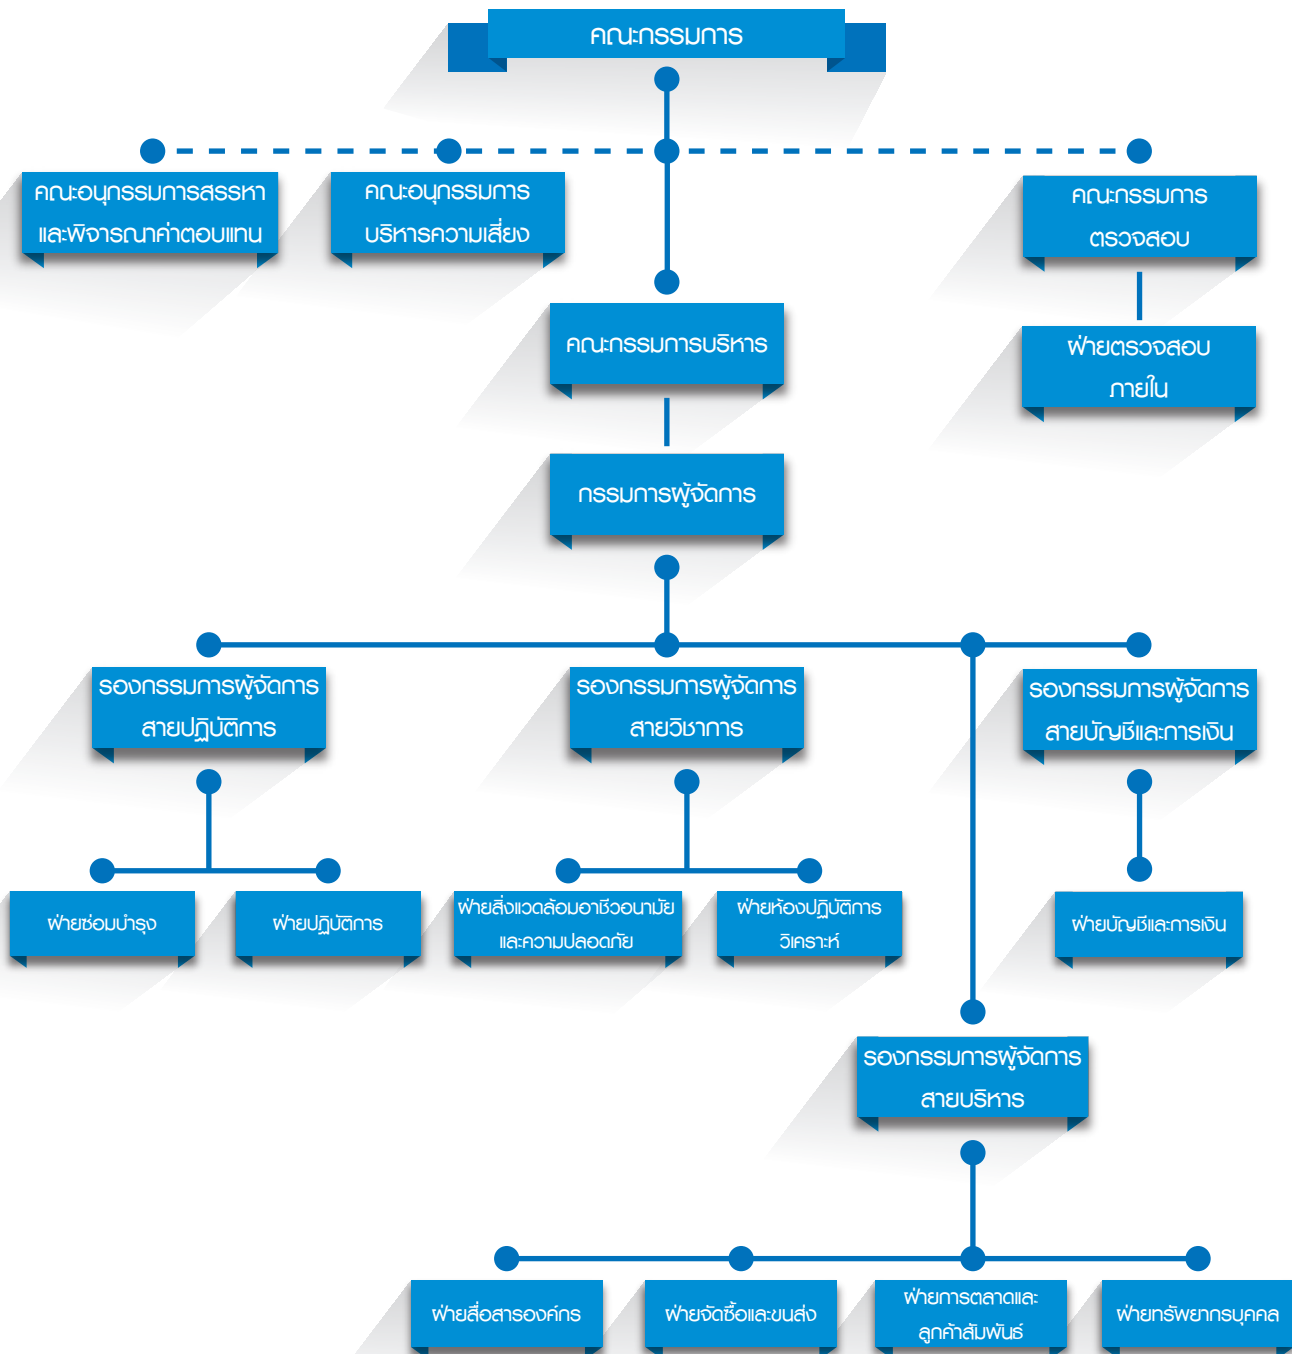 คณะกรรมการ
คณะอนุกรรมการสรรหา
และพิจารณาค่าตอบแทน
คณะอนุกรรมการ
บริหารความเสี่ยง
คณะกรรมการ
ตรวจสอบ
คณะกรรมการบริหาร
ฝ่ายตรวจสอบ
ภายใน
กรรมการผู้จัดการ
รองกรรมการผู้จัดการ
สายปฏิบัติการ
รองกรรมการผู้จัดการ
สายวิชาการ
รองกรรมการผู้จัดการ
สายบัญชีและการเงิน
ฝ่ายซ่อมบำรุง
ฝ่ายปฏิบัติการ
ฝ่ายสิ่งแวดล้อมอาชีวอนามัย
และความปลอดภัย
ฝ่ายห้องปฏิบัติการ
วิเคราะห์
ฝ่ายบัญชีและการเงิน
รองกรรมการผู้จัดการ
สายบริหาร
ฝ่ายสื่อสารองค์กร
ฝ่ายจัดซื้อและขนส่ง
ฝ่ายการตลาดและ
ลูกค้าสัมพันธ์
ฝ่ายทรัพยากรบุคคล